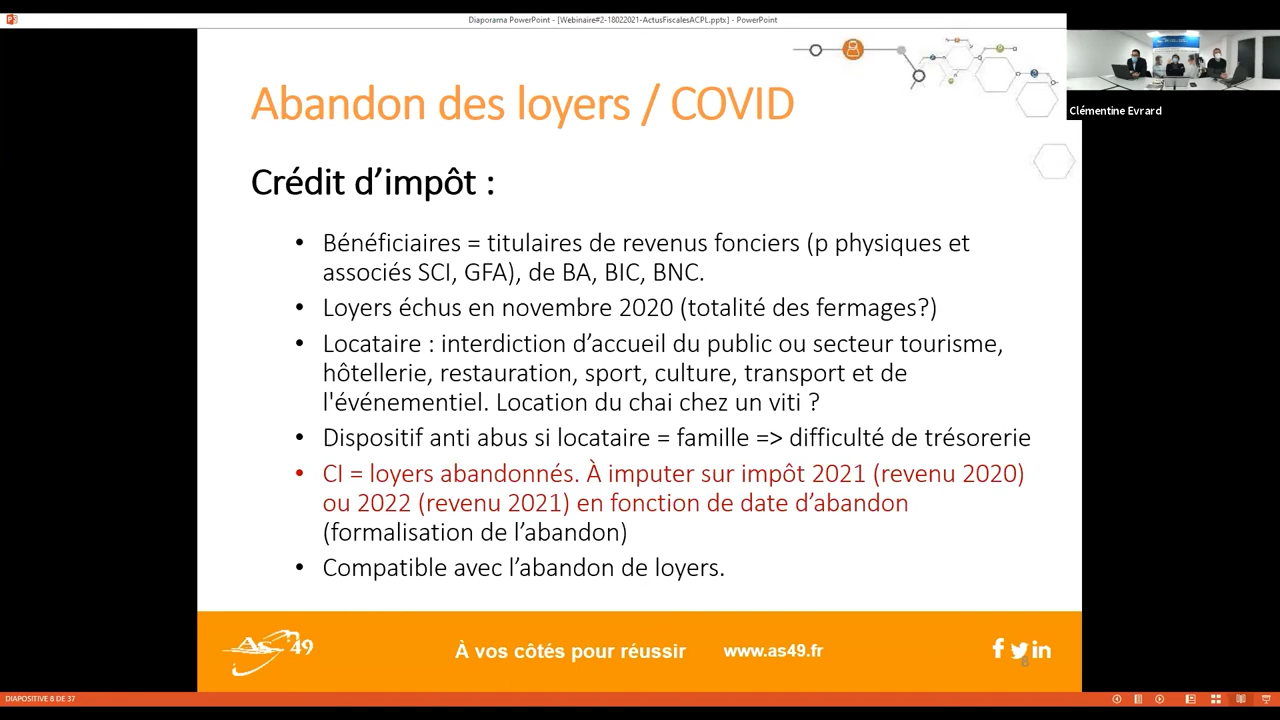 Diaporama PowerPoint - [Webinaire#2-18022021-ActusFiscalesACPL.pptx] - PowerPoint
Clémentine Evrard
Abandon des loyers / COVID
Crédit d’impôt :
• Bénéficiaires = titulaires de revenus fonciers (p physiques et
associés SCI, GFA), de BA, BIC, BNC.
• Loyers échus en novembre 2020 (totalité des fermages?)
• Locataire : interdiction d’accueil du public ou secteur tourisme,
hôtellerie, restauration, sport, culture, transport et de
l'événementiel. Location du chai chez un viti ?
• Dispositif anti abus si locataire = famille => difficulté de trésorerie
• CI = loyers abandonnés. À imputer sur impôt 2021 (revenu 2020)
ou 2022 (revenu 2021) en fonction de date d’abandon
(formalisation de l’abandon)
• Compatible avec l’abandon de loyers.
As 49
À vos côtés pour réussir
www.as49.fr
8
DIAPOSITIVE 8 DE 37